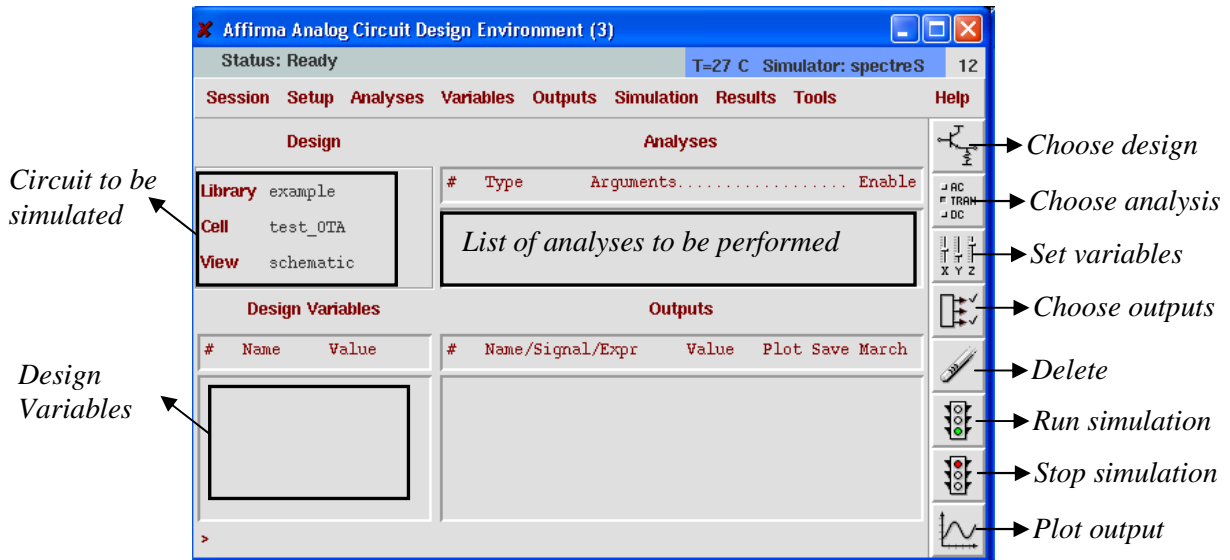 Affirma Analog Circuit Design Environment (3)
Status: Ready
T=27 C Simulator: spectreS 12
Session Setup Analyses Variables Outputs Simulation Results Tools Help
Design
Analyses
Circuit to be
simulated
Library example
Cell test_OTA
View schematic
# Type Arguments.................. Enable
List of analyses to be performed
Design Variables
Outputs
# Name Value
# Name/Signal/Expr Value Plot Save March
Design
Variables
>
Choose design
AC
TRAN
DC
Choose analysis
X Y Z
Set variables
Choose outputs
Delete
Run simulation
Stop simulation
Plot output